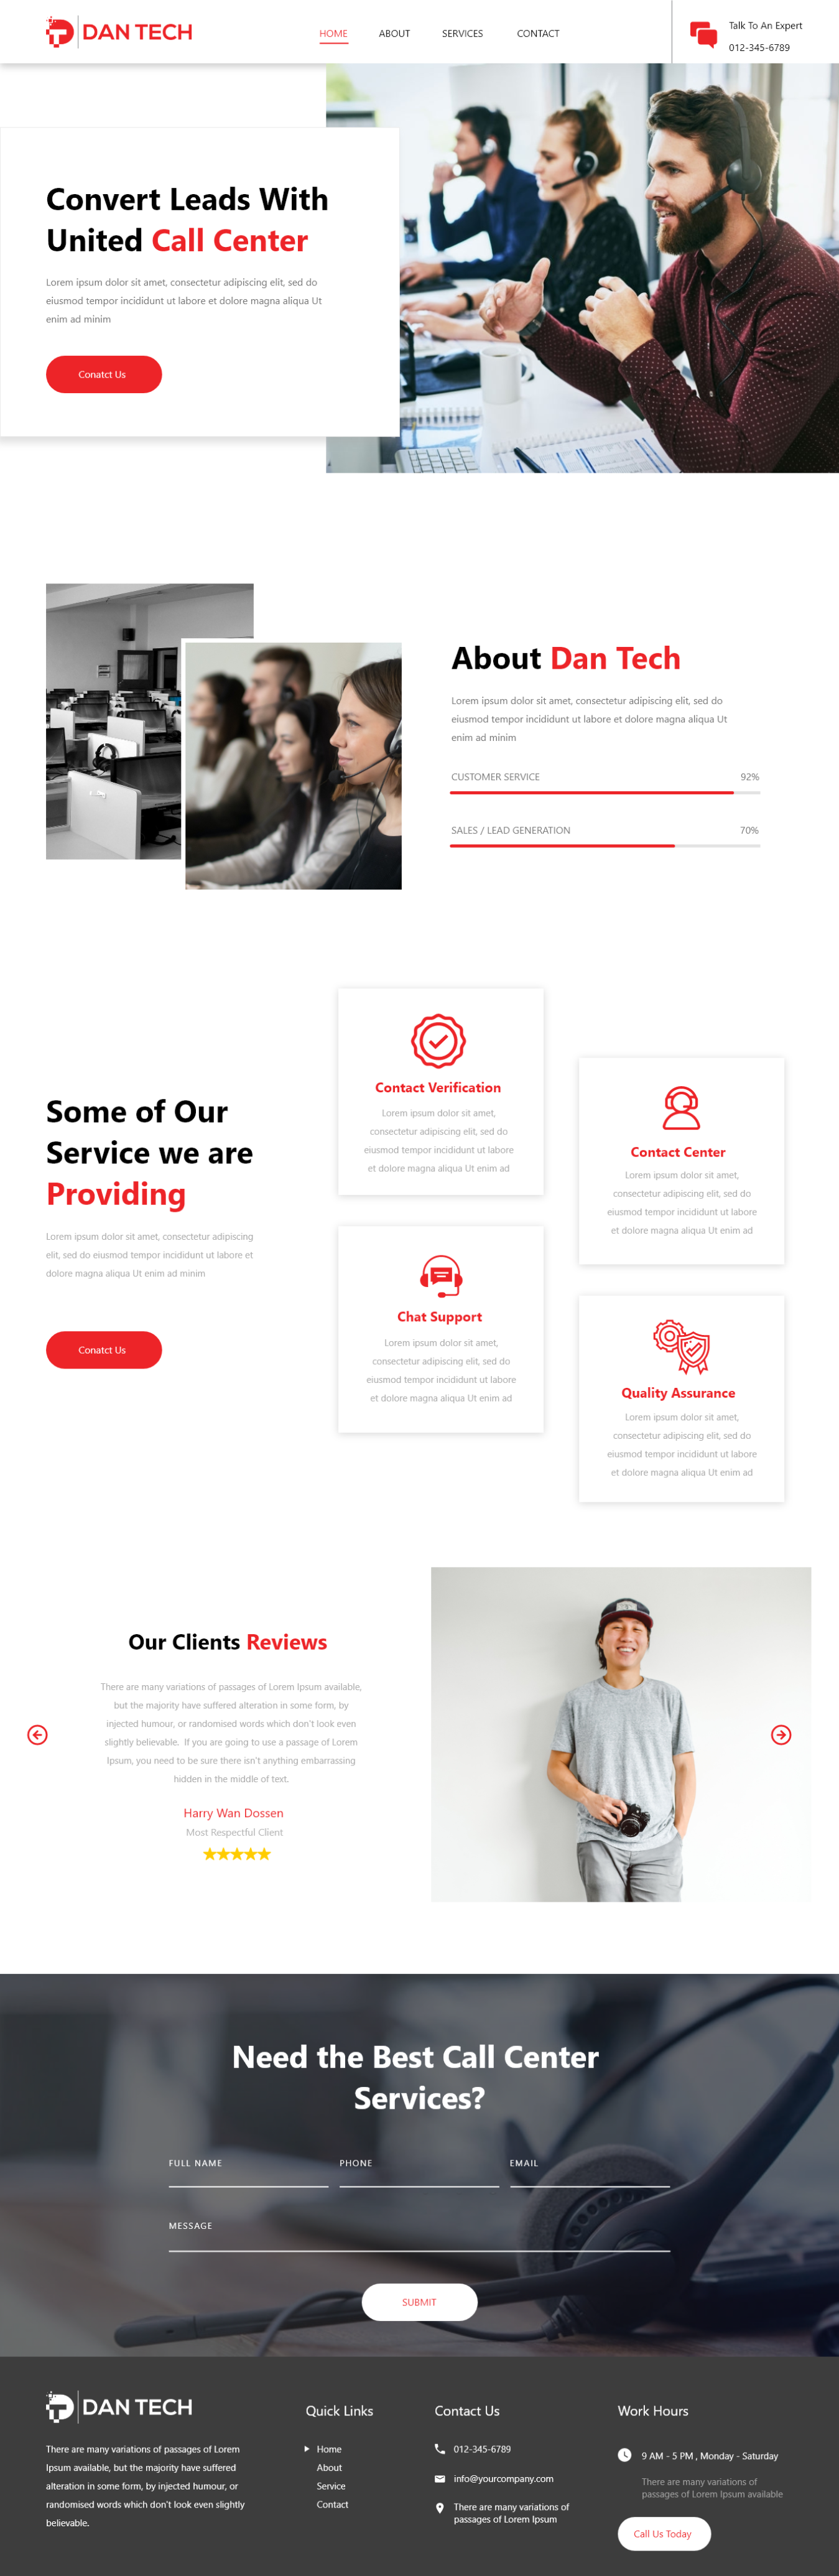 DAN TECH
HOME
ABOUT
SERVICES
CONTACT
Talk To An Expert
012-345-6789
Convert Leads With
United Call Center
Lorem ipsum dolor sit amet, consectetur adipiscing elit, sed do
eiusmod tempor incididunt ut labore et dolore magna aliqua Ut
enim ad minim
Conatct Us
About Dan Tech
Lorem ipsum dolor sit amet, consectetur adipiscing elit, sed do
eiusmod tempor incididunt ut labore et dolore magna aliqua Ut
enim ad minim
CUSTOMER SERVICE 92%
SALES / LEAD GENERATION 70%
Some of Our
Service we are
Providing
Lorem ipsum dolor sit amet, consectetur adipiscing
elit, sed do eiusmod tempor incididunt ut labore et
dolore magna aliqua Ut enim ad minim
Conatct Us
Contact Verification
Lorem ipsum dolor sit amet,
consectetur adipiscing elit, sed do
eiusmod tempor incididunt ut labore
et dolore magna aliqua Ut enim ad
Contact Center
Lorem ipsum dolor sit amet,
consectetur adipiscing elit, sed do
eiusmod tempor incididunt ut labore
et dolore magna aliqua Ut enim ad
Chat Support
Lorem ipsum dolor sit amet,
consectetur adipiscing elit, sed do
eiusmod tempor incididunt ut labore
et dolore magna aliqua Ut enim ad
Quality Assurance
Lorem ipsum dolor sit amet,
consectetur adipiscing elit, sed do
eiusmod tempor incididunt ut labore
et dolore magna aliqua Ut enim ad
Our Clients Reviews
There are many variations of passages of Lorem Ipsum available,
but the majority have suffered alteration in some form, by
injected humour, or randomised words which don't look even
slightly believable. If you are going to use a passage of Lorem
Ipsum, you need to be sure there isn't anything embarrassing
hidden in the middle of text.
Harry Wan Dossen
Most Respectful Client
Need the Best Call Center
Services?
FULL NAME
PHONE
EMAIL
MESSAGE
SUBMIT
DAN TECH
There are many variations of passages of Lorem
Ipsum available, but the majority have suffered
alteration in some form, by injected humour, or
randomised words which don't look even slightly
believable.
Quick Links
Home
About
Service
Contact
Contact Us
012-345-6789
info@yourcompany.com
There are many variations of
passages of Lorem Ipsum
Work Hours
9 AM - 5 PM , Monday - Saturday
There are many variations of
passages of Lorem Ipsum available
Call Us Today